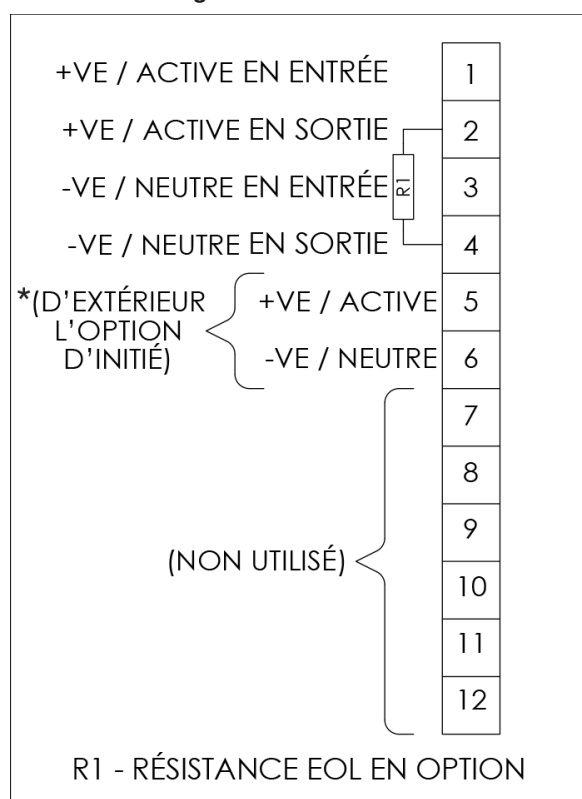 +VE / ACTIVE EN ENTRÉE 1
+VE / ACTIVE EN SORTIE 2
-VE / NEUTRE EN ENTRÉE R1 3
-VE / NEUTRE EN SORTIE 4
*(D'EXTÉRIEUR
L'OPTION
D'INITIÉ)
+VE / ACTIVE 5
-VE / NEUTRE 6
7
8
9
(NON UTILISÉ)
10
11
12
R1 - RÉSISTANCE EOL EN OPTION